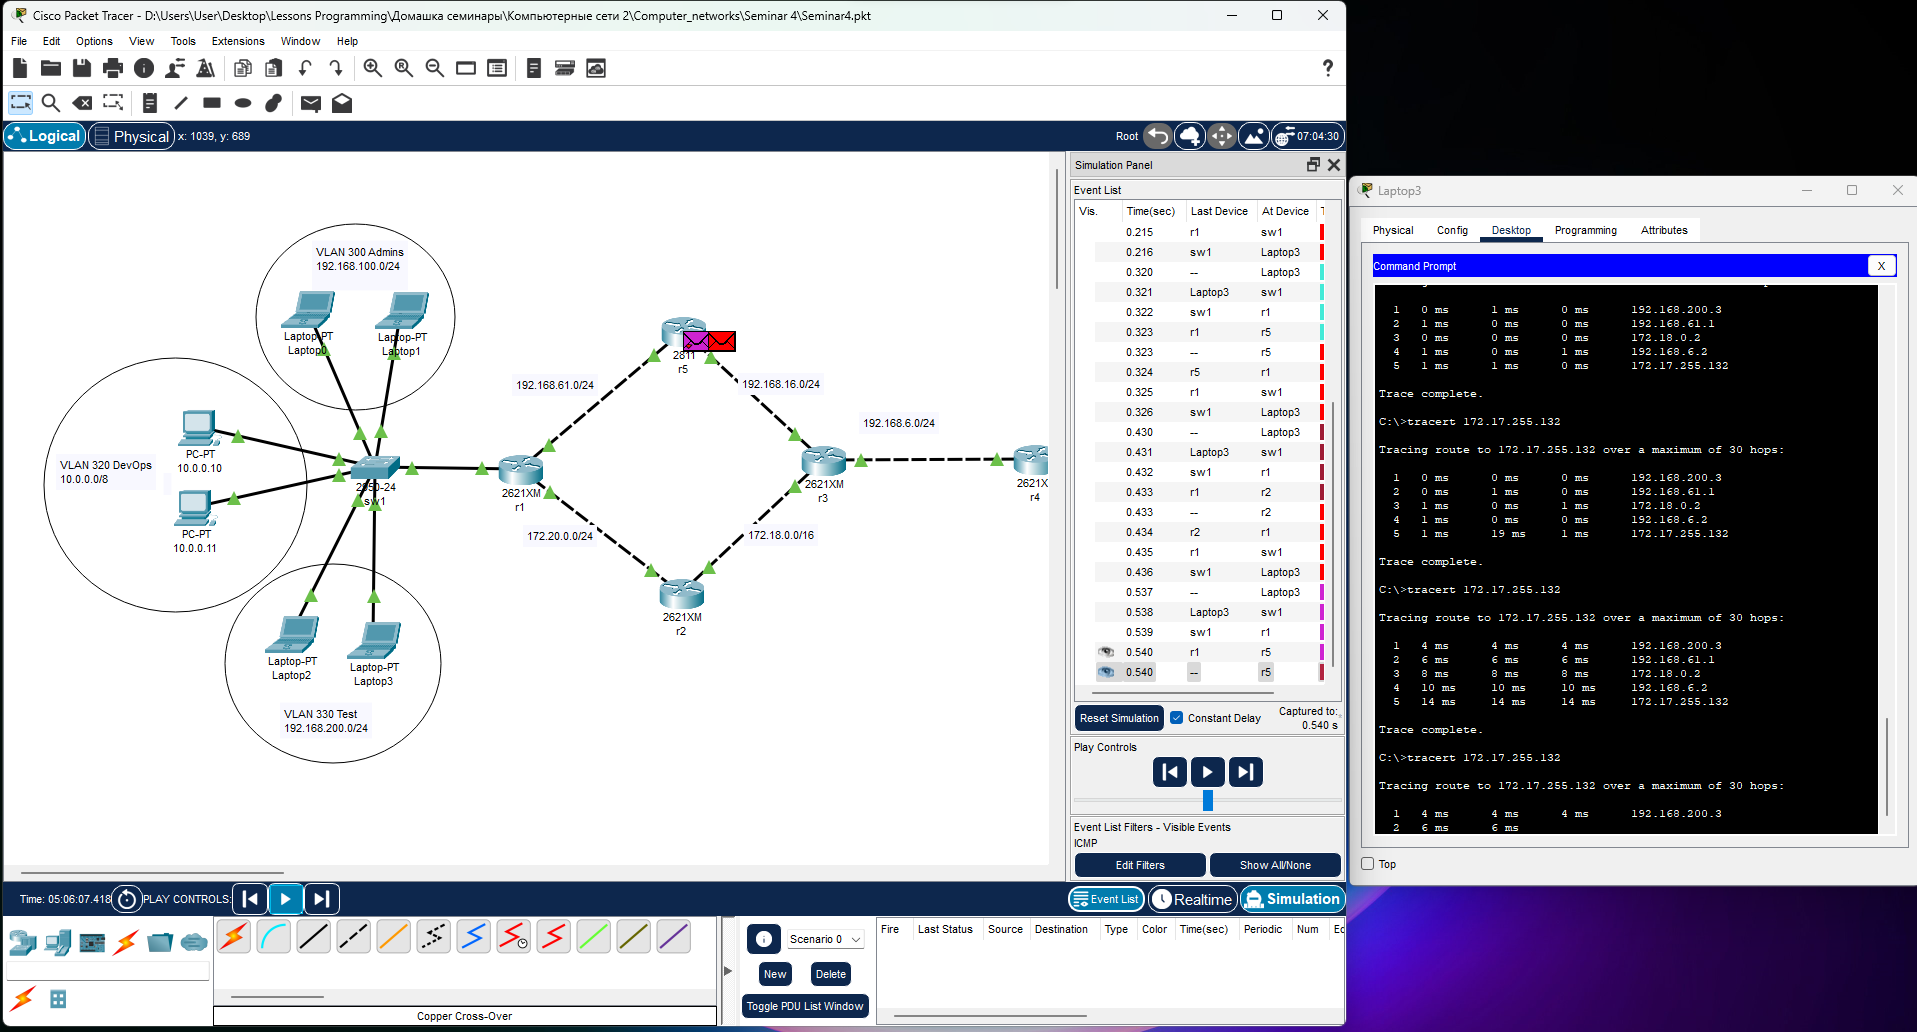 Cisco Packet Tracer - D:\Users\User\Desktop\Lessons Programming\Домашка семинары\Компьютерные сети 2\Computer_networks\Seminar 4\Seminar4.pkt
File Edit Options View Tools Extensions Window Help
Logical Physical x: 1039, y: 689
Root 07:04:30
VLAN 300 Admins
192.168.100.0/24
Laptop-PT
Laptop0
Laptop-PT
Laptop1
VLAN 320 DevOps
10.0.0.0/8
PC-PT
10.0.0.10
PC-PT
10.0.0.11
2950-24
sw1
Laptop-PT
Laptop2
Laptop-PT
Laptop3
VLAN 330 Test
192.168.200.0/24
2621XM
r1
192.168.61.0/24
2811
r5
192.168.16.0/24
172.20.0.0/24
2621XM
r2
172.18.0.0/16
2621XM
r3
192.168.6.0/24
2621X
r4
Simulation Panel
Event List
Vis. Time(sec) Last Device At Device
0.215 r1 sw1
0.216 sw1 Laptop3
0.320 -- Laptop3
0.321 Laptop3 sw1
0.322 sw1 r1
0.323 r1 r5
0.323 -- r5
0.324 r5 r1
0.325 r1 sw1
0.326 sw1 Laptop3
0.430 -- Laptop3
0.431 Laptop3 sw1
0.432 sw1 r1
0.433 r1 r2
0.433 -- r2
0.434 r2 r1
0.435 r1 sw1
0.436 sw1 Laptop3
0.537 -- Laptop3
0.538 Laptop3 sw1
0.539 sw1 r1
0.540 r1 r5
0.540 -- r5
Reset Simulation Constant Delay Captured to:
0.540 s
Play Controls
Event List Filters - Visible Events
ICMP
Edit Filters Show All/None
Time: 05:06:07.418 PLAY CONTROLS:
Event List Realtime Simulation
Copper Cross-Over
Scenario 0
New Delete
Toggle PDU List Window
Fire Last Status Source Destination Type Color Time(sec) Periodic Num
Laptop3
Physical Config Desktop Programming Attributes
Command Prompt X
1 0 ms 1 ms 0 ms 192.168.200.3
2 0 ms 0 ms 0 ms 192.168.61.1
3 0 ms 0 ms 0 ms 172.18.0.2
4 1 ms 0 ms 1 ms 192.168.6.2
5 1 ms 1 ms 0 ms 172.17.255.132
Trace complete.
C:\>tracert 172.17.255.132
Tracing route to 172.17.255.132 over a maximum of 30 hops:
1 0 ms 0 ms 0 ms 192.168.200.3
2 0 ms 1 ms 0 ms 192.168.61.1
3 1 ms 0 ms 1 ms 172.18.0.2
4 1 ms 0 ms 0 ms 192.168.6.2
5 1 ms 19 ms 1 ms 172.17.255.132
Trace complete.
C:\>tracert 172.17.255.132
Tracing route to 172.17.255.132 over a maximum of 30 hops:
1 4 ms 4 ms 4 ms 192.168.200.3
2 6 ms 6 ms 6 ms 192.168.61.1
3 8 ms 8 ms 8 ms 172.18.0.2
4 10 ms 10 ms 10 ms 192.168.6.2
5 14 ms 14 ms 14 ms 172.17.255.132
Trace complete.
C:\>tracert 172.17.255.132
Tracing route to 172.17.255.132 over a maximum of 30 hops:
1 4 ms 4 ms 4 ms 192.168.200.3
2 6 ms 6 ms
Top